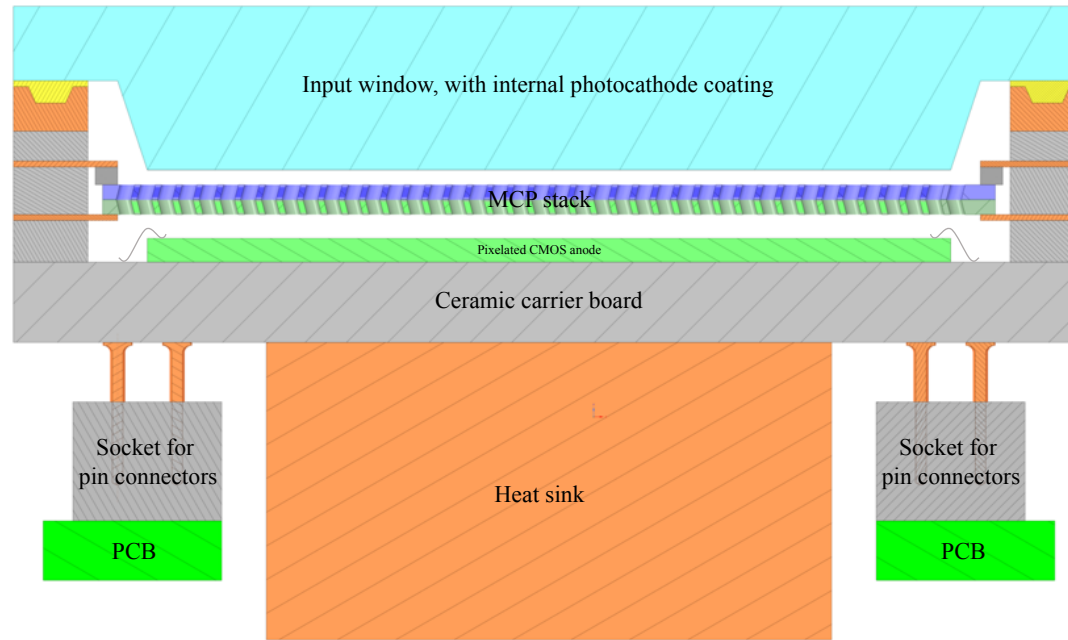 Input window, with internal photocathode coating
MCP stack
Pixelated CMOS anode
Ceramic carrier board
Socket for
pin connectors
Heat sink
Socket for
pin connectors
PCB
PCB